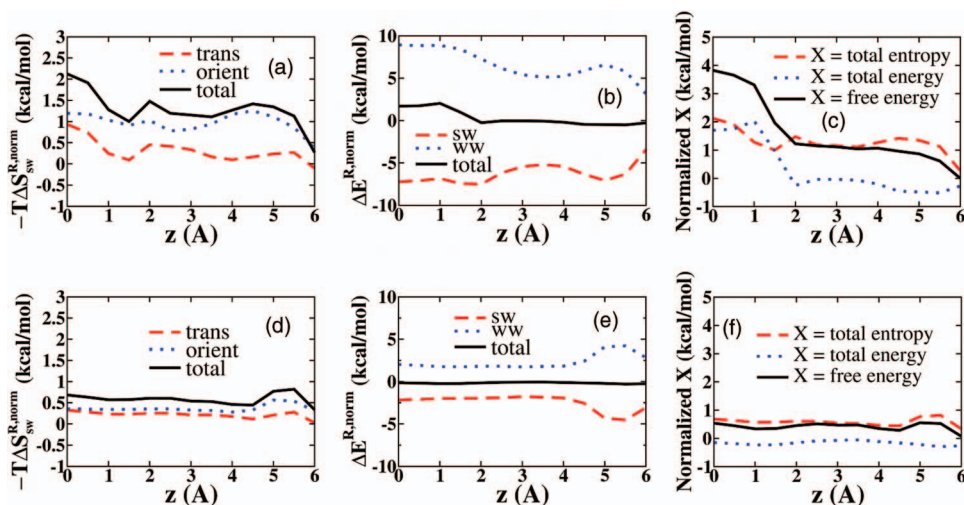 −TΔS_sw^R,norm (kcal/mol)
3
2.5
2
1.5
1
0.5
0
-0.5
-1
trans
orient
total
(a)
0 1 2 3 4 5 6
z (A)
ΔE^R,norm (kcal/mol)
10
5
0
-5
-10
(b)
sw
ww
total
0 1 2 3 4 5 6
z (A)
Normalized X (kcal/mol)
5
4
3
2
1
0
-1
X = total entropy
X = total energy
X = free energy
(c)
0 1 2 3 4 5 6
z (A)
−TΔS_sw^R,norm (kcal/mol)
3
2.5
2
1.5
1
0.5
0
-0.5
-1
trans
orient
total
(d)
0 1 2 3 4 5 6
z (A)
ΔE^R,norm (kcal/mol)
10
5
0
-5
-10
sw
ww
total
(e)
0 1 2 3 4 5 6
z (A)
Normalized X (kcal/mol)
5
4
3
2
1
0
-1
(f)
X = total entropy
X = total energy
X = free energy
0 1 2 3 4 5 6
z (A)